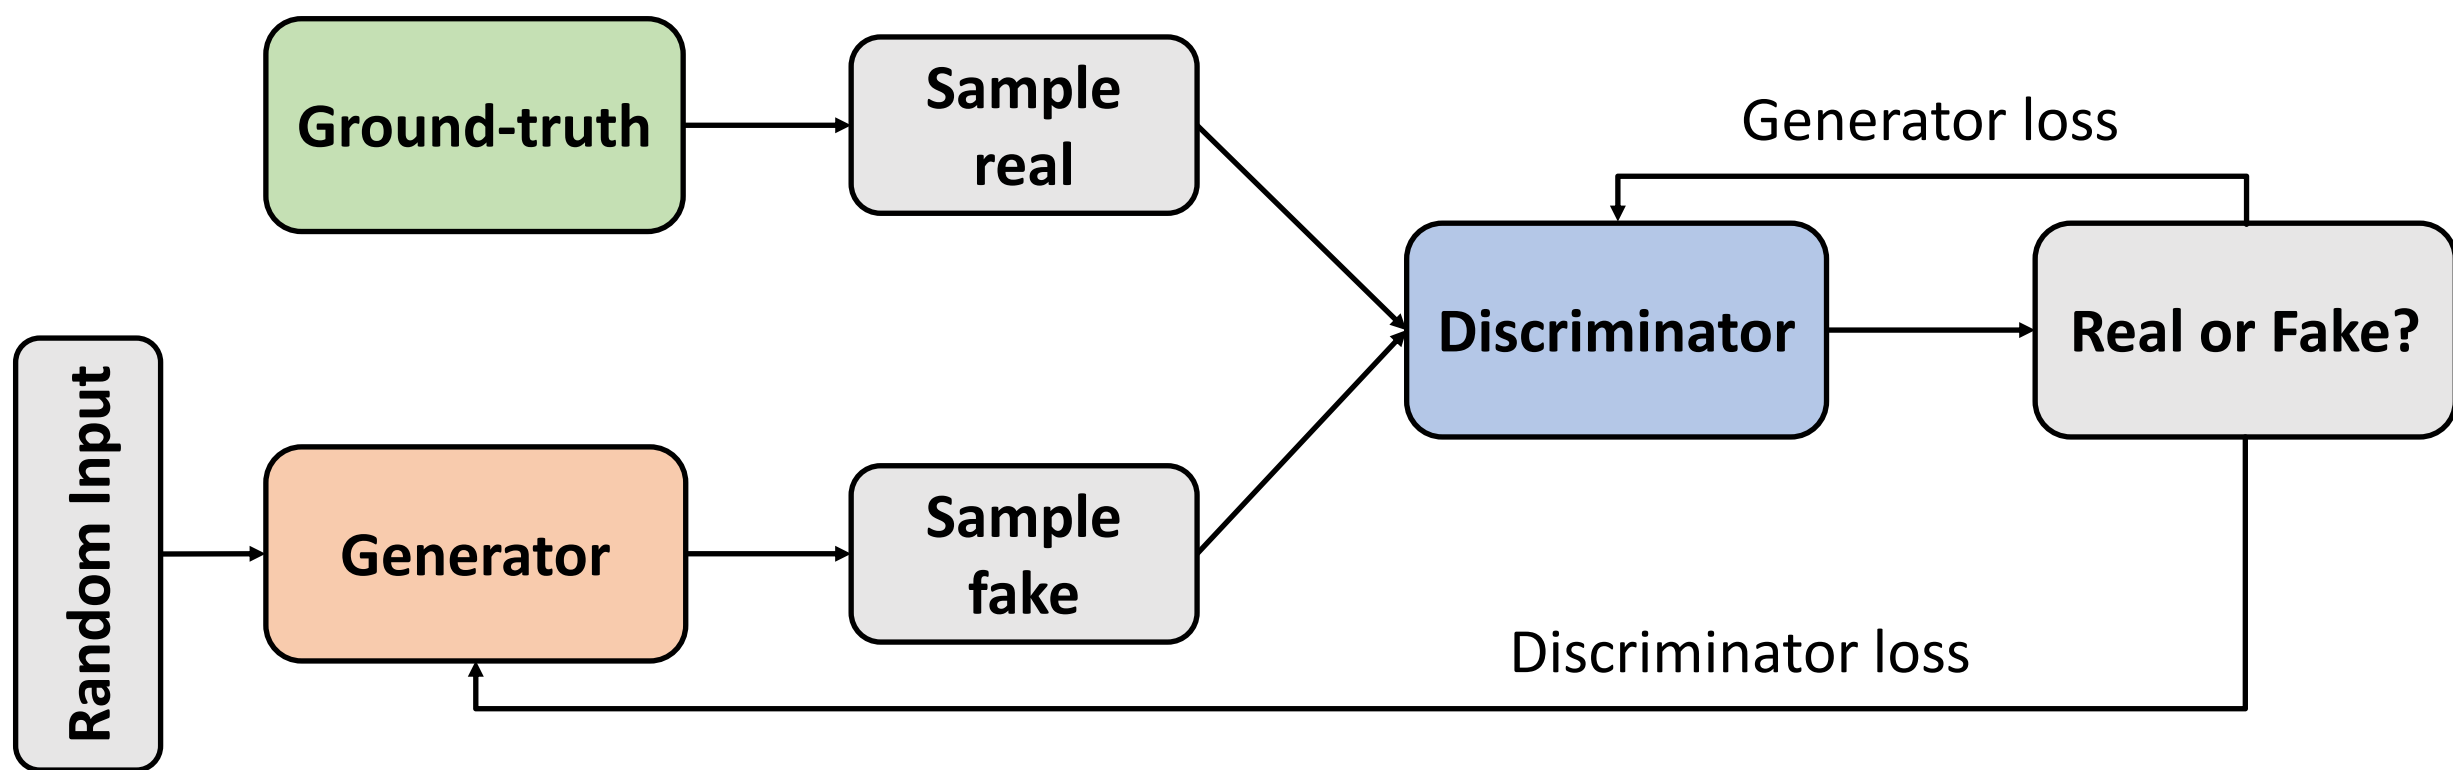 Ground-truth
Sample
real
Generator loss
Discriminator
Real or Fake?
Random Input
Generator
Sample
fake
Discriminator loss